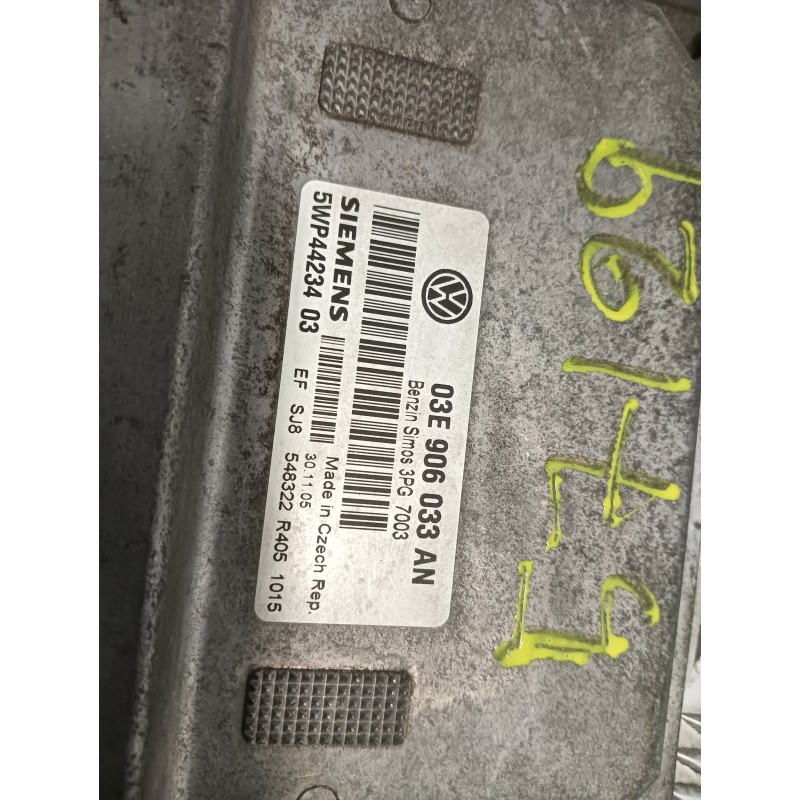 VW
03E 906 033 AN
Benzin Simos 3PG 7003
SIEMENS
5WP44234 03
Made in Czech Rep.
30.11.05
EF SJ8 548322 R405 1015